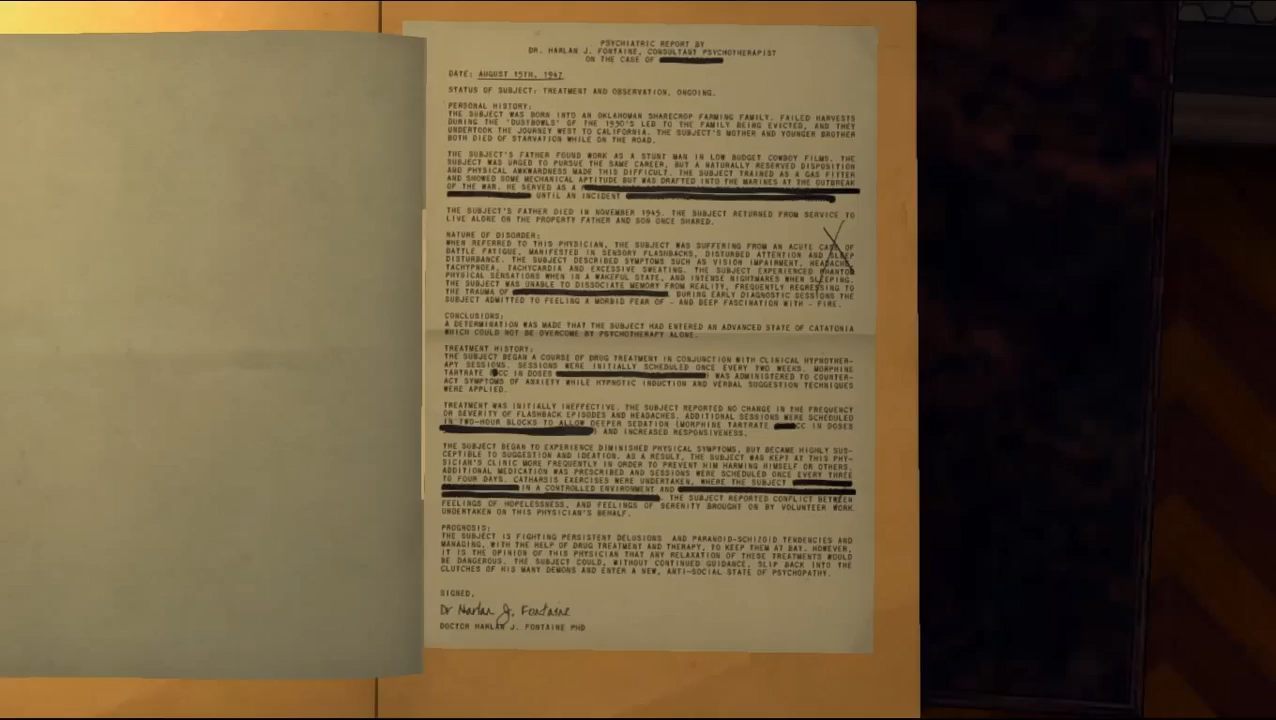 PSYCHIATRIC REPORT BY
DR. HARLAN J. FONTAINE, CONSULTANT PSYCHOTHERAPIST
ON THE CASE OF
DATE: AUGUST 15TH, 1947
STATUS OF SUBJECT: TREATMENT AND OBSERVATION, ONGOING.
PERSONAL HISTORY:
THE SUBJECT WAS BORN INTO AN OKLAHOMAN SHARECROP FARMING FAMILY. FAILED HARVESTS
DURING THE 'DUSTBOWLS' OF THE 1930'S LED TO THE FAMILY BEING EVICTED, AND THEY
UNDERTOOK THE JOURNEY WEST TO CALIFORNIA. THE SUBJECT'S MOTHER AND YOUNGER BROTHER
BOTH DIED OF STARVATION WHILE ON THE ROAD.
THE SUBJECT'S FATHER FOUND WORK AS A STUNT MAN IN LOW BUDGET COWBOY FILMS. THE
SUBJECT WAS URGED TO PURSUE THE SAME CAREER, BUT A NATURALLY RESERVED DISPOSITION
AND PHYSICAL AWKWARDNESS MADE THIS DIFFICULT. THE SUBJECT TRAINED AS A GAS FITTER
AND SHOWED SOME MECHANICAL APTITUDE BUT WAS DRAFTED INTO THE MARINES AT THE OUTBREAK
OF THE WAR. HE SERVED AS A
UNTIL AN INCIDENT
THE SUBJECT'S FATHER DIED IN NOVEMBER 1945. THE SUBJECT RETURNED FROM SERVICE TO
LIVE ALONE ON THE PROPERTY FATHER AND SON ONCE SHARED.
NATURE OF DISORDER:
WHEN REFERRED TO THIS PHYSICIAN, THE SUBJECT WAS SUFFERING FROM AN ACUTE CASE OF
BATTLE FATIGUE, MANIFESTED IN SENSORY FLASHBACKS, DISTURBED ATTENTION AND SLEEP
DISTURBANCE. THE SUBJECT DESCRIBED SYMPTOMS SUCH AS VISION IMPAIRMENT, HEADACHS,
TACHYPNOEA, TACHYCARDIA AND EXCESSIVE SWEATING. THE SUBJECT EXPERIENCED PHANTOM
PHYSICAL SENSATIONS WHEN IN A WAKEFUL STATE, AND INTENSE NIGHTMARES WHEN SLEEPING.
THE SUBJECT WAS UNABLE TO DISSOCIATE MEMORY FROM REALITY, FREQUENTLY REGRESSING TO
THE TRAUMA OF . DURING EARLY DIAGNOSTIC SESSIONS THE
SUBJECT ADMITTED TO FEELING A MORBID FEAR OF - AND DEEP FASCINATION WITH - FIRE.
CONCLUSIONS:
A DETERMINATION WAS MADE THAT THE SUBJECT HAD ENTERED AN ADVANCED STATE OF CATATONIA
WHICH COULD NOT BE OVERCOME BY PSYCHOTHERAPY ALONE.
TREATMENT HISTORY:
THE SUBJECT BEGAN A COURSE OF DRUG TREATMENT IN CONJUNCTION WITH CLINICAL HYPNOTHER-
APY SESSIONS. SESSIONS WERE INITIALLY SCHEDULED ONCE EVERY TWO WEEKS. MORPHINE
TARTRATE CC IN DOSES ) WAS ADMINISTERED TO COUNTER-
ACT SYMPTOMS OF ANXIETY WHILE HYPNOTIC INDUCTION AND VERBAL SUGGESTION TECHNIQUES
WERE APPLIED.
TREATMENT WAS INITIALLY INEFFECTIVE. THE SUBJECT REPORTED NO CHANGE IN THE FREQUENCY
OR SEVERITY OF FLASHBACK EPISODES AND HEADACHES. ADDITIONAL SESSIONS WERE SCHEDULED
IN TWO-HOUR BLOCKS TO ALLOW DEEPER SEDATION (MORPHINE TARTRATE CC IN DOSES
) AND INCREASED RESPONSIVENESS.
THE SUBJECT BEGAN TO EXPERIENCE DIMINISHED PHYSICAL SYMPTOMS, BUT BECAME HIGHLY SUS-
CEPTIBLE TO SUGGESTION AND IDEATION. AS A RESULT, THE SUBJECT WAS KEPT AT THIS PHY-
SICIAN'S CLINIC MORE FREQUENTLY IN ORDER TO PREVENT HIM HARMING HIMSELF OR OTHERS.
ADDITIONAL MEDICATION WAS PRESCRIBED AND SESSIONS WERE SCHEDULED ONCE EVERY THREE
TO FOUR DAYS. CATHARSIS EXERCISES WERE UNDERTAKEN, WHERE THE SUBJECT
IN A CONTROLLED ENVIRONMENT AND
. THE SUBJECT REPORTED CONFLICT BETWEEN
FEELINGS OF HOPELESSNESS, AND FEELINGS OF SERENITY BROUGHT ON BY VOLUNTEER WORK
UNDERTAKEN ON THIS PHYSICIAN'S BEHALF.
PROGNOSIS:
THE SUBJECT IS FIGHTING PERSISTENT DELUSIONS AND PARANOID-SCHIZOID TENDENCIES AND
MANAGING, WITH THE HELP OF DRUG TREATMENT AND THERAPY, TO KEEP THEM AT BAY. HOWEVER,
IT IS THE OPINION OF THIS PHYSICIAN THAT ANY RELAXATION OF THESE TREATMENTS WOULD
BE DANGEROUS. THE SUBJECT COULD, WITHOUT CONTINUED GUIDANCE, SLIP BACK INTO THE
CLUTCHES OF HIS MANY DEMONS AND ENTER A NEW, ANTI-SOCIAL STATE OF PSYCHOPATHY.
SIGNED,
Dr Harlan J. Fontaine
DOCTOR HARLAN J. FONTAINE PHD